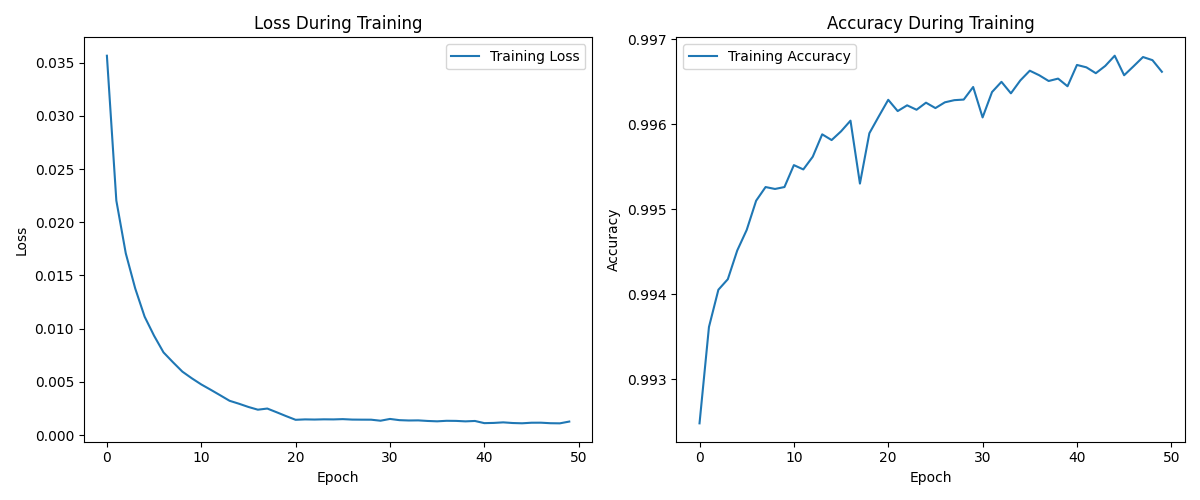 Loss During Training
Training Loss
0.035
0.030
0.025
0.020
0.015
0.010
0.005
0.000
Loss
0 10 20 30 40 50
Epoch
Accuracy During Training
Training Accuracy
0.997
0.996
0.995
0.994
0.993
Accuracy
0 10 20 30 40 50
Epoch